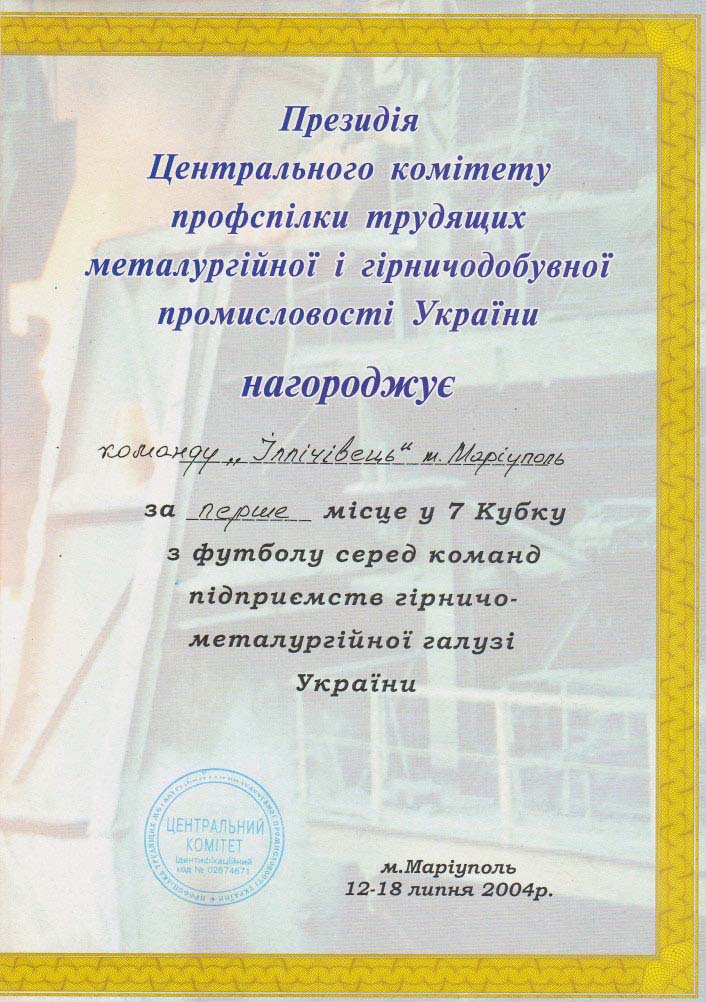 Президія
Центрального комітету
профспілки трудящих
металургійної і гірничодобувної
промисловості України
нагороджує
команду „Іллічівець“ м. Маріуполь
за перше місце у 7 Кубку
з футболу серед команд
підприємств гірничо-
металургійної галузі
України
ЦЕНТРАЛЬНИЙ
КОМІТЕТ
ідентифікаційний
код № 02674671
м.Маріуполь
12-18 липня 2004р.